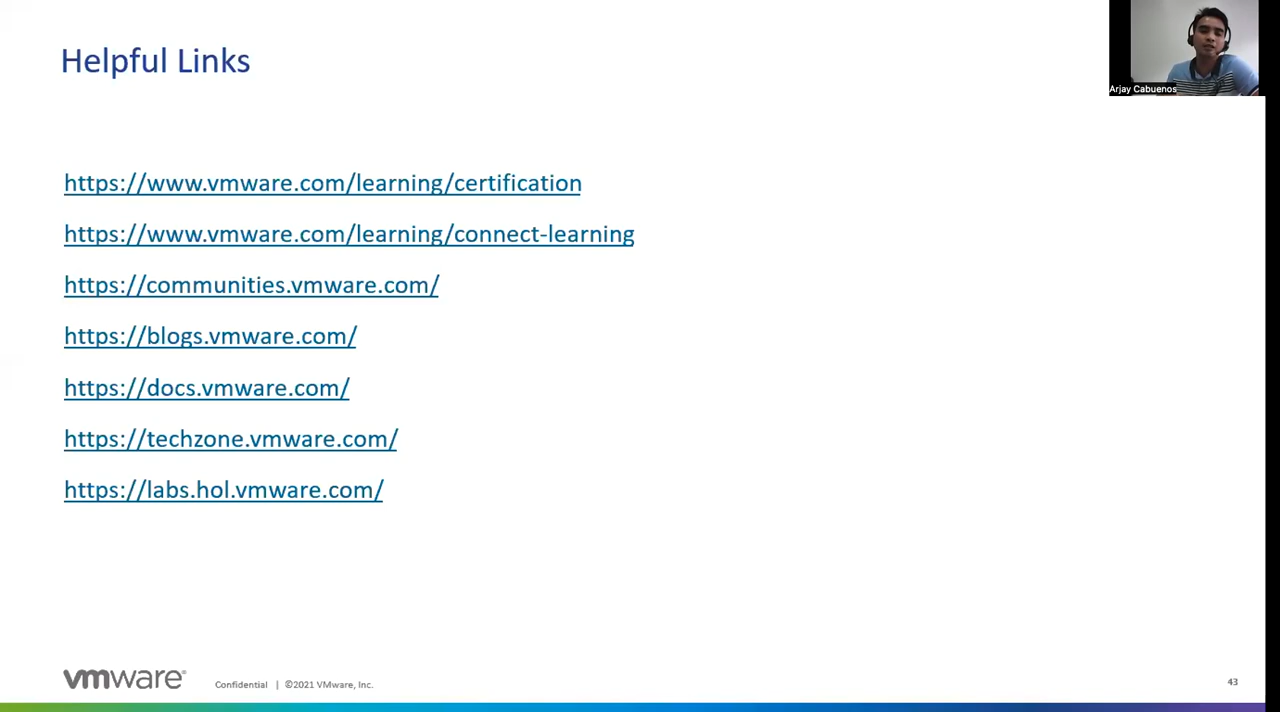 Helpful Links
Arjay Cabuenos
https://www.vmware.com/learning/certification
https://www.vmware.com/learning/connect-learning
https://communities.vmware.com/
https://blogs.vmware.com/
https://docs.vmware.com/
https://techzone.vmware.com/
https://labs.hol.vmware.com/
vmware®
Confidential | ©2021 VMware, Inc.
43